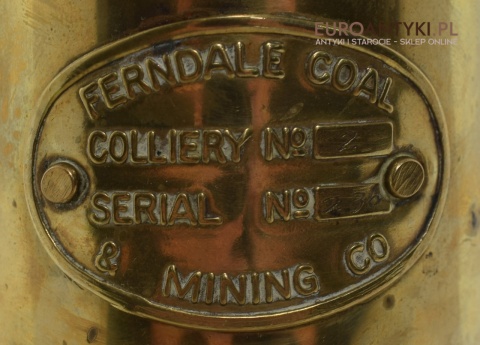 EUROANTYKI.PL
ANTYKI I STAROCIE - SKLEP ONLINE
FERNDALE COAL
COLLIERY No
SERIAL No
& MINING CO